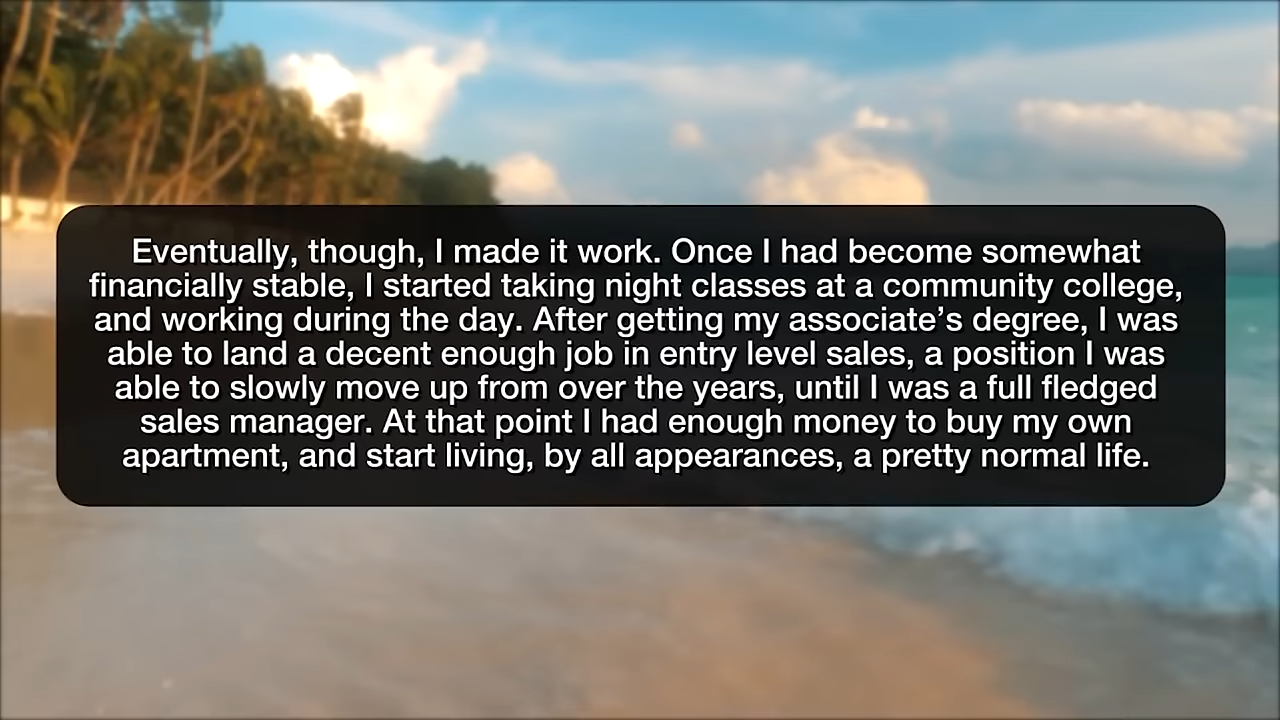 Eventually, though, I made it work. Once I had become somewhat
financially stable, I started taking night classes at a community college,
and working during the day. After getting my associate’s degree, I was
able to land a decent enough job in entry level sales, a position I was
able to slowly move up from over the years, until I was a full fledged
sales manager. At that point I had enough money to buy my own
apartment, and start living, by all appearances, a pretty normal life.